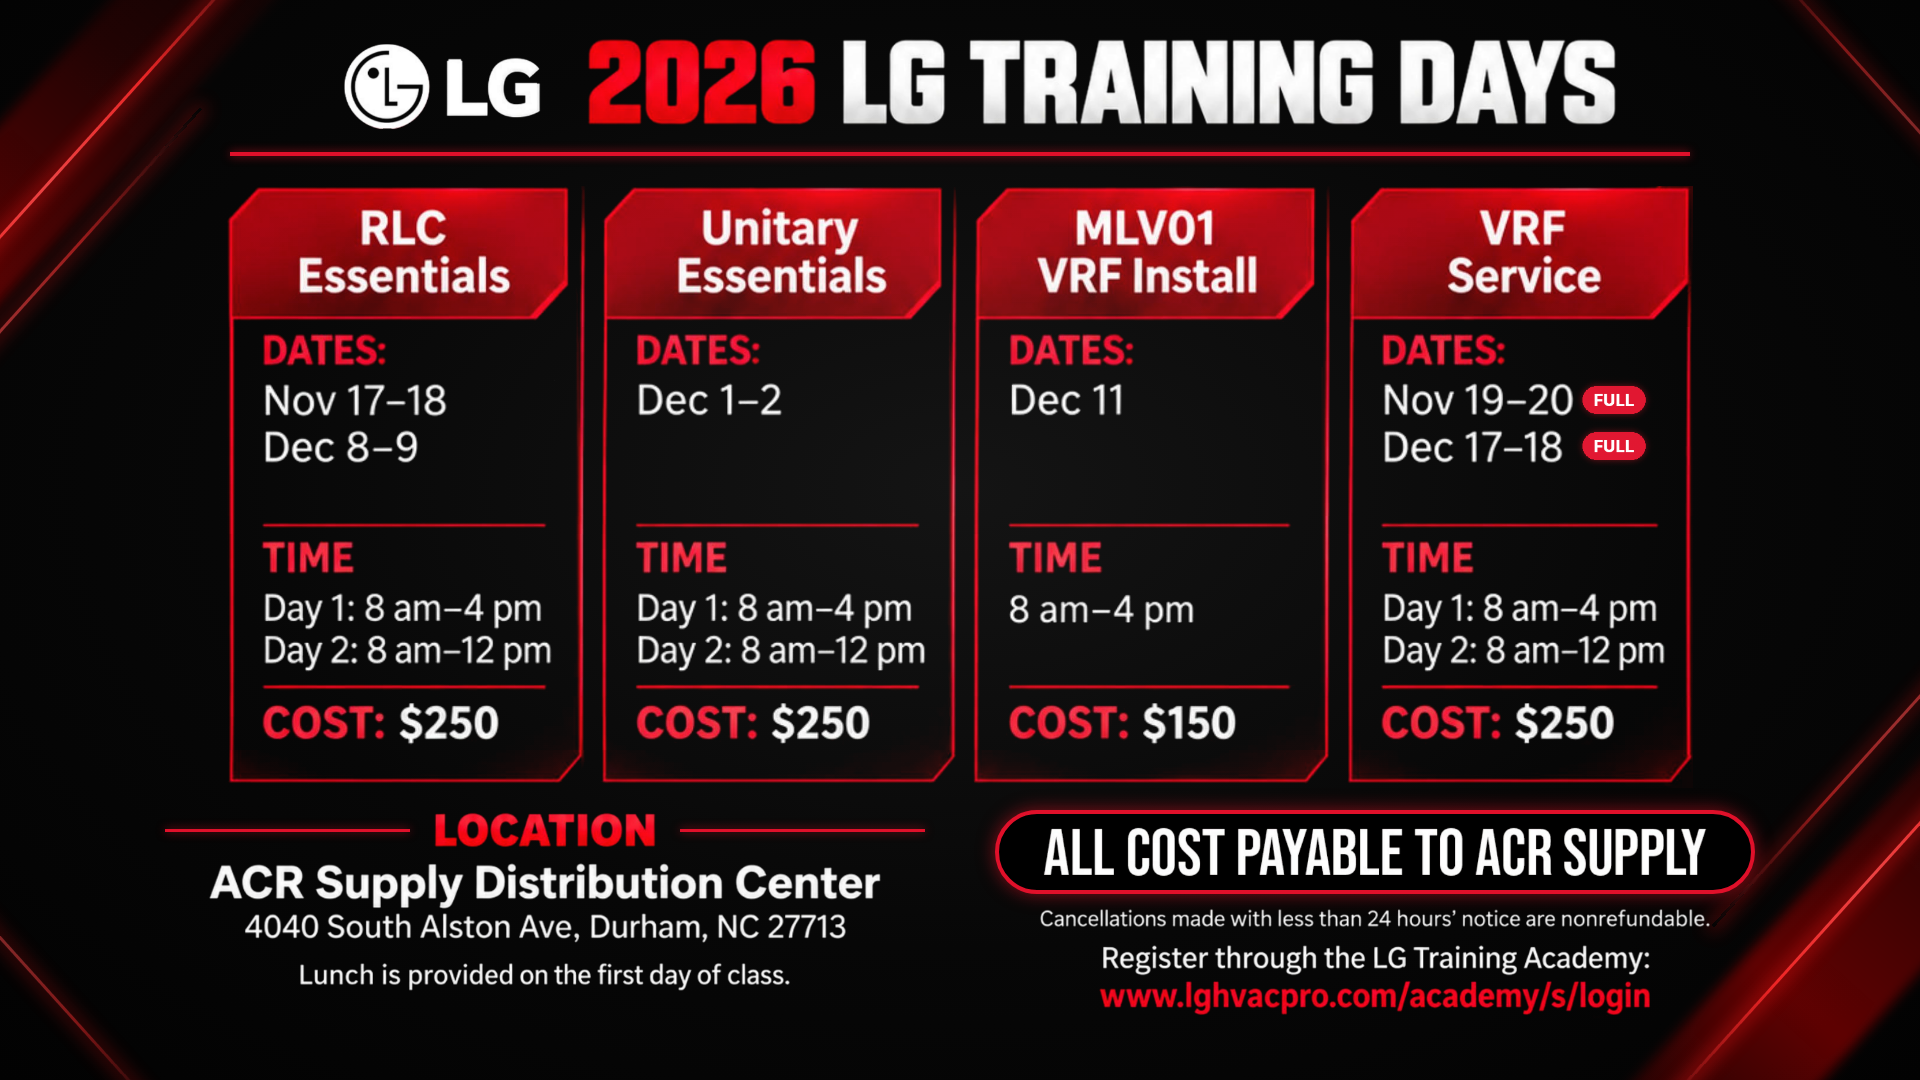 LG
2026 LG TRAINING DAYS
RLC
Essentials
DATES:
Nov 17–18
Dec 8–9
TIME
Day 1: 8 am–4 pm
Day 2: 8 am–12 pm
COST: $250
Unitary
Essentials
DATES:
Dec 1–2
TIME
Day 1: 8 am–4 pm
Day 2: 8 am–12 pm
COST: $250
MLV01
VRF Install
DATES:
Dec 11
TIME
8 am–4 pm
COST: $150
VRF
Service
DATES:
Nov 19–20 FULL
Dec 17–18 FULL
TIME
Day 1: 8 am–4 pm
Day 2: 8 am–12 pm
COST: $250
LOCATION
ACR Supply Distribution Center
4040 South Alston Ave, Durham, NC 27713
Lunch is provided on the first day of class.
ALL COST PAYABLE TO ACR SUPPLY
Cancellations made with less than 24 hours’ notice are nonrefundable.
Register through the LG Training Academy:
www.lghvacpro.com/academy/s/login